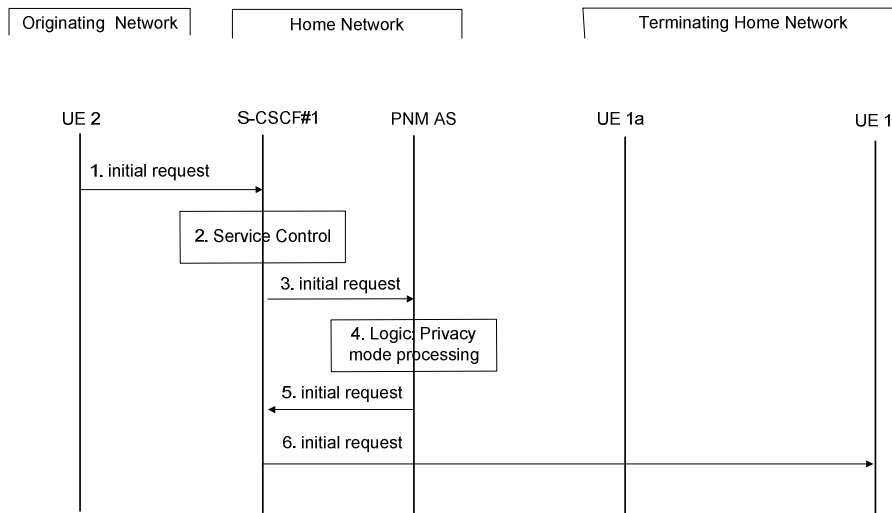 Originating Network
Home Network
Terminating Home Network
UE 2
S-CSCF#1
PNM AS
UE 1a
UE 1
1. initial request
2. Service Control
3. initial request
4. Logic: Privacy
mode processing
5. initial request
6. initial request